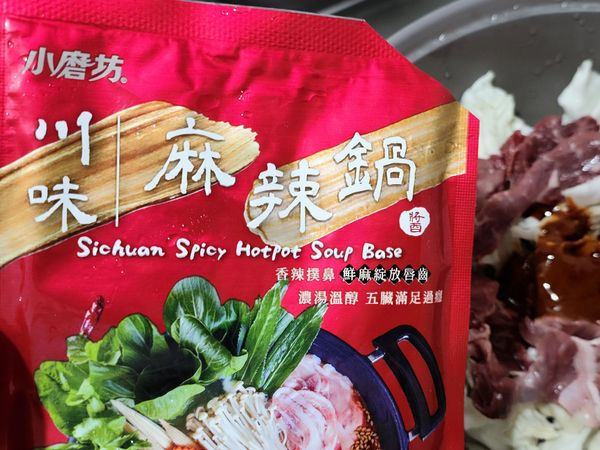 小磨坊®
川味
麻辣鍋
醬
Sichuan Spicy Hotpot Soup Base
香辣撲鼻 鮮麻綻放唇齒
濃湯溫醇 五臟滿足過癮